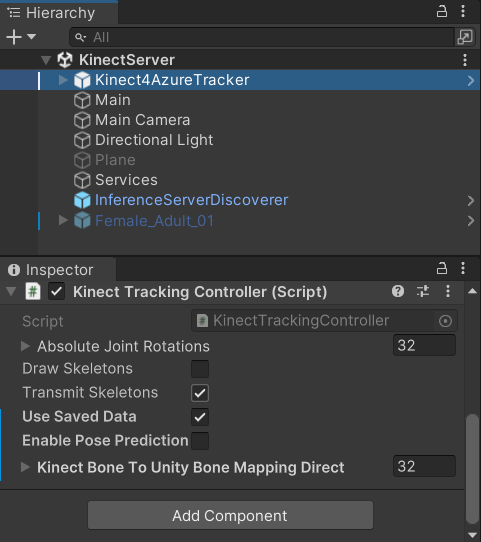 Hierarchy
All
KinectServer
Kinect4AzureTracker
Main
Main Camera
Directional Light
Plane
Services
InferenceServerDiscoverer
Female_Adult_01
Inspector
# Kinect Tracking Controller (Script)
Script # KinectTrackingController
Absolute Joint Rotations 32
Draw Skeletons
Transmit Skeletons
Use Saved Data
Enable Pose Prediction
Kinect Bone To Unity Bone Mapping Direct 32
Add Component